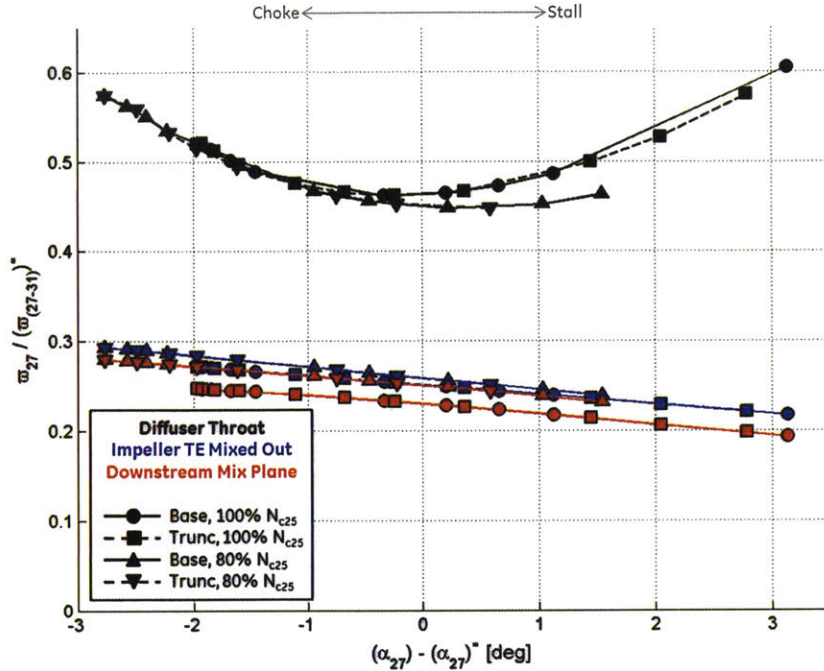 Choke Stall
0.6
0.5
0.4
0.3
0.2
0.1
0
ϖ27 / (ϖ(27-31))*
Diffuser Throat
Impeller TE Mixed Out
Downstream Mix Plane
Base, 100% Nc25
Trunc, 100% Nc25
Base, 80% Nc25
Trunc, 80% Nc25
-3 -2 -1 0 1 2 3
(α27) - (α27)* [deg]